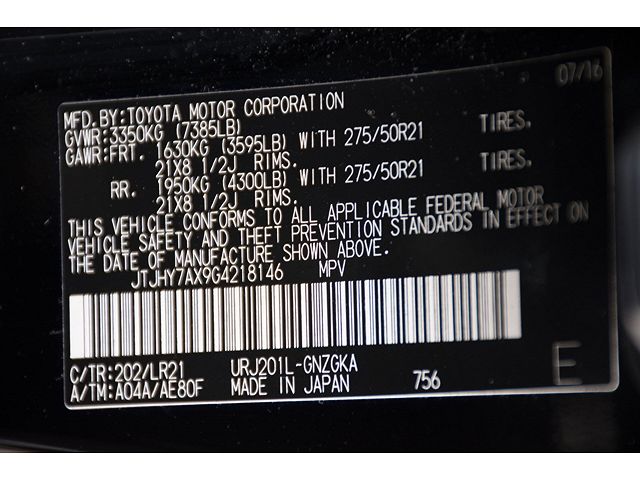 07/16
MFD. BY: TOYOTA MOTOR CORPORATION
GVWR: 3350KG (7385LB)
GAWR: FRT. 1630KG (3595LB) WITH 275/50R21 TIRES.
21X8 1/2J RIMS.
RR. 1950KG (4300LB) WITH 275/50R21 TIRES.
21X8 1/2J RIMS.
THIS VEHICLE CONFORMS TO ALL APPLICABLE FEDERAL MOTOR
VEHICLE SAFETY AND THEFT PREVENTION STANDARDS IN EFFECT ON
THE DATE OF MANUFACTURE SHOWN ABOVE.
JTJHY7AX9G4218146 MPV
C/TR: 202/LR21 URJ201L-GNZGKA
A/TM: A04A/AE80F MADE IN JAPAN 756 E